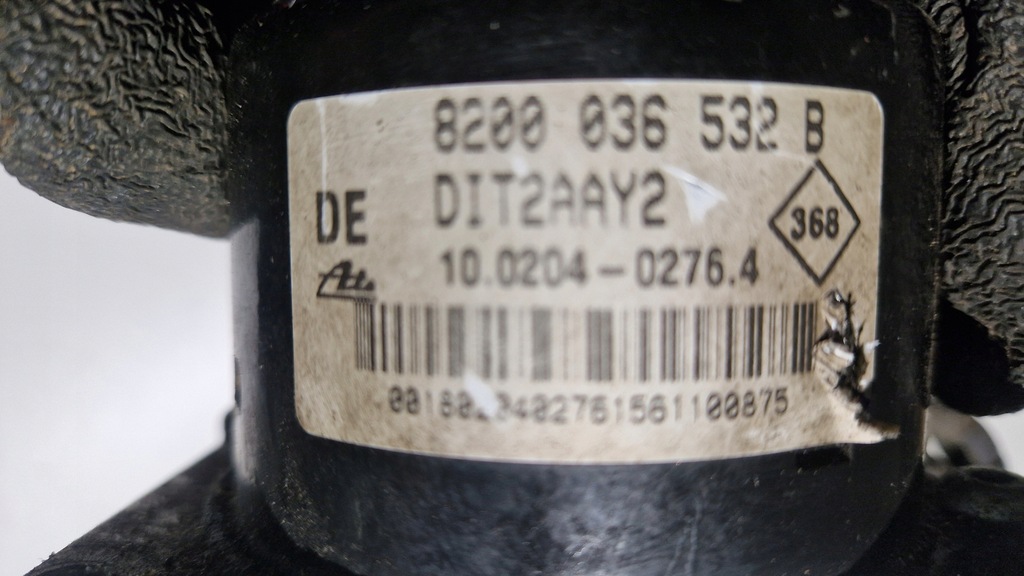 8200 036 532 B
DE DIT2AAY2
368
Ate 10.0204-0276.4